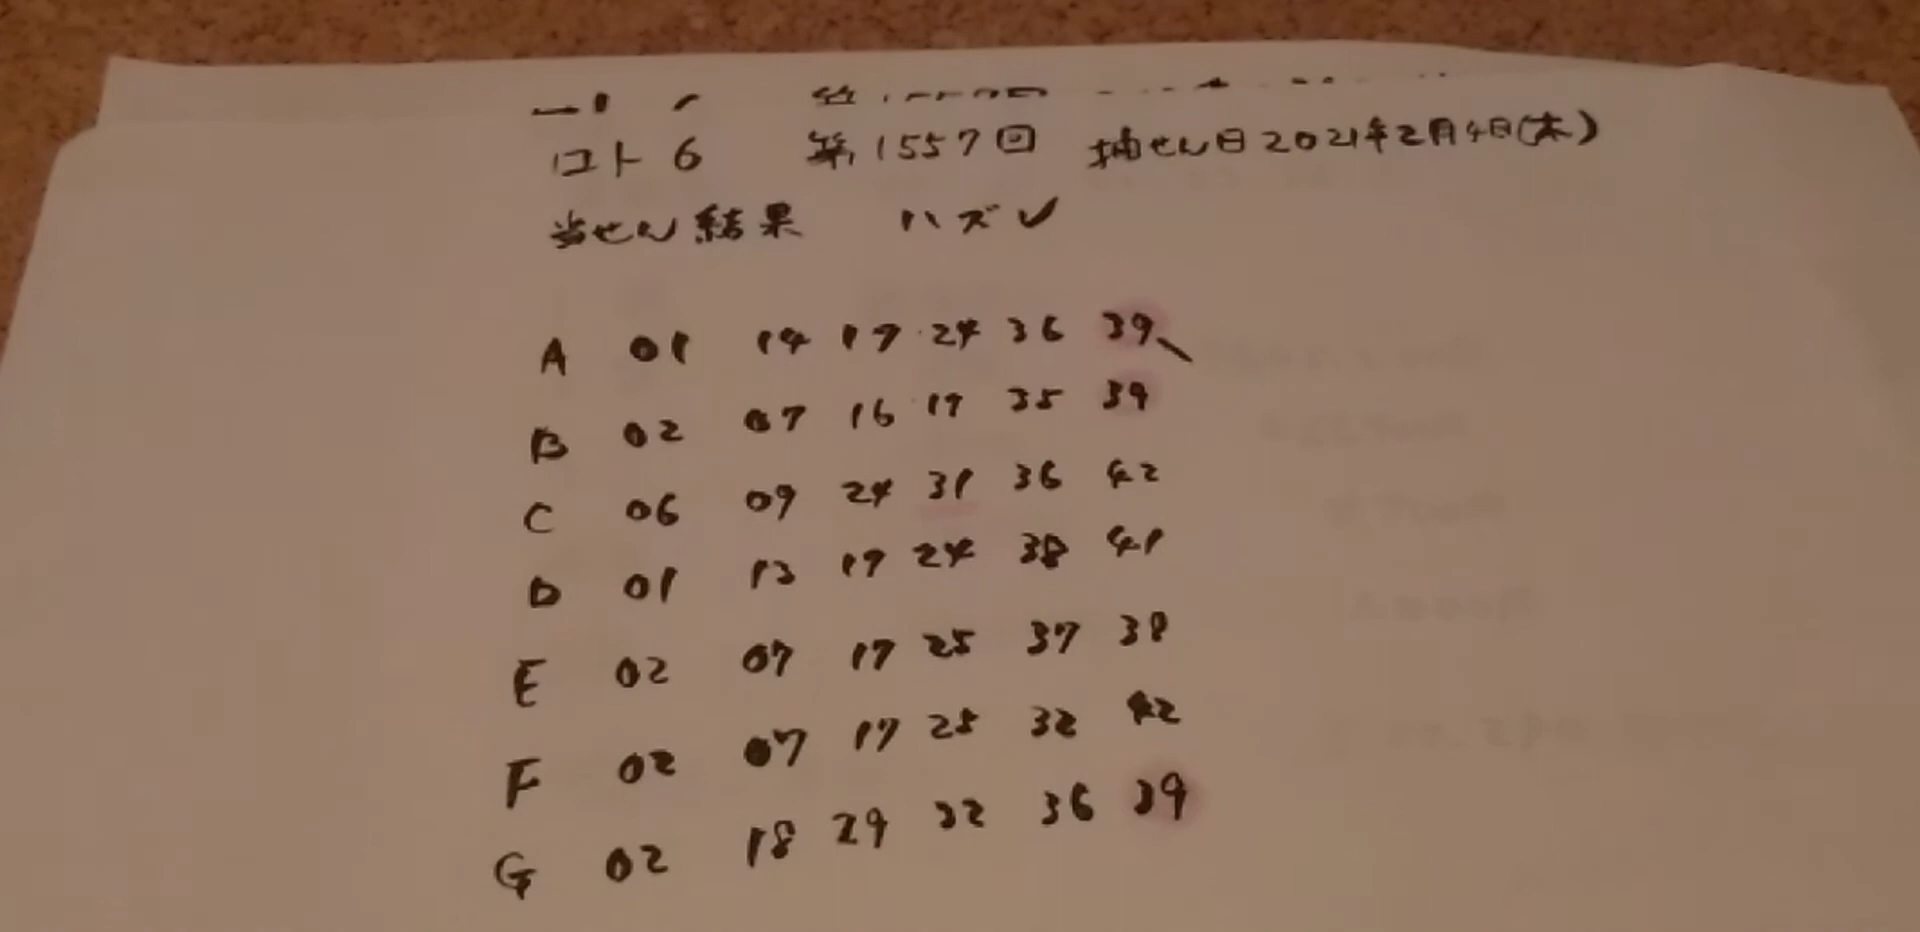 ロト6 第1557回 抽せん日2021年2月4日(木)
当せん結果 ハズレ
A 01 14 17 24 36 39
B 02 07 16 19 35 39
C 06 09 24 31 36 42
D 01 13 19 24 38 41
E 02 07 17 25 37 38
F 02 07 17 25 32 42
G 02 18 29 32 36 39